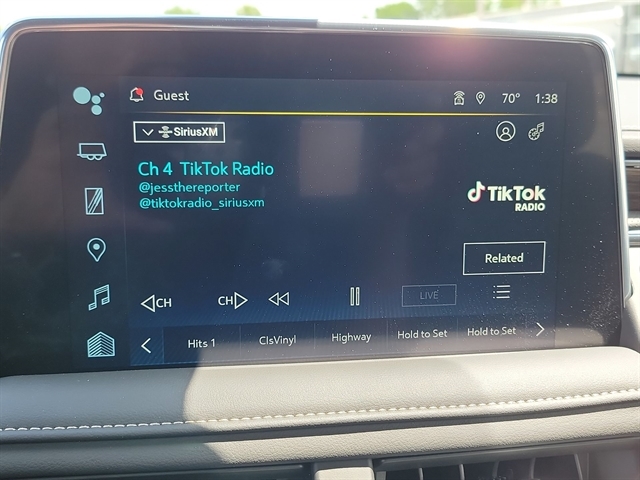 Guest
70° 1:38
SiriusXM
Ch 4 TikTok Radio
@jessthereporter
@tiktokradio_siriusxm
TikTok
RADIO
Related
CH CH LIVE
Hits 1 ClsVinyl Highway Hold to Set Hold to Set